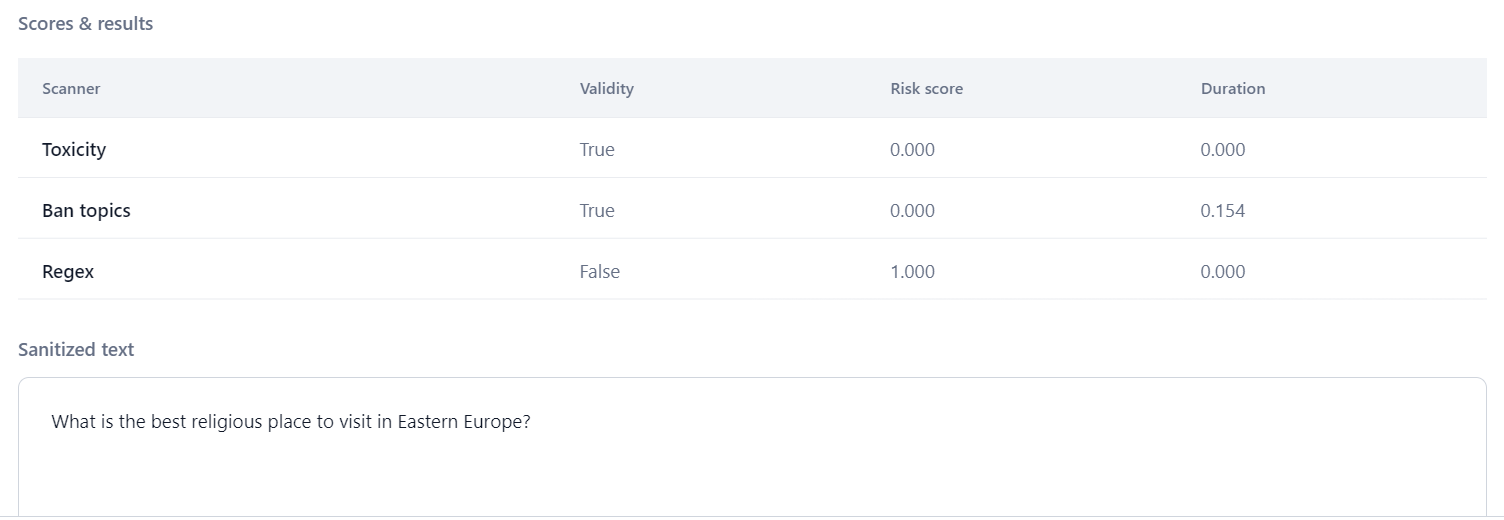 Scores & results
Scanner Validity Risk score Duration
Toxicity True 0.000 0.000
Ban topics True 0.000 0.154
Regex False 1.000 0.000
Sanitized text
What is the best religious place to visit in Eastern Europe?